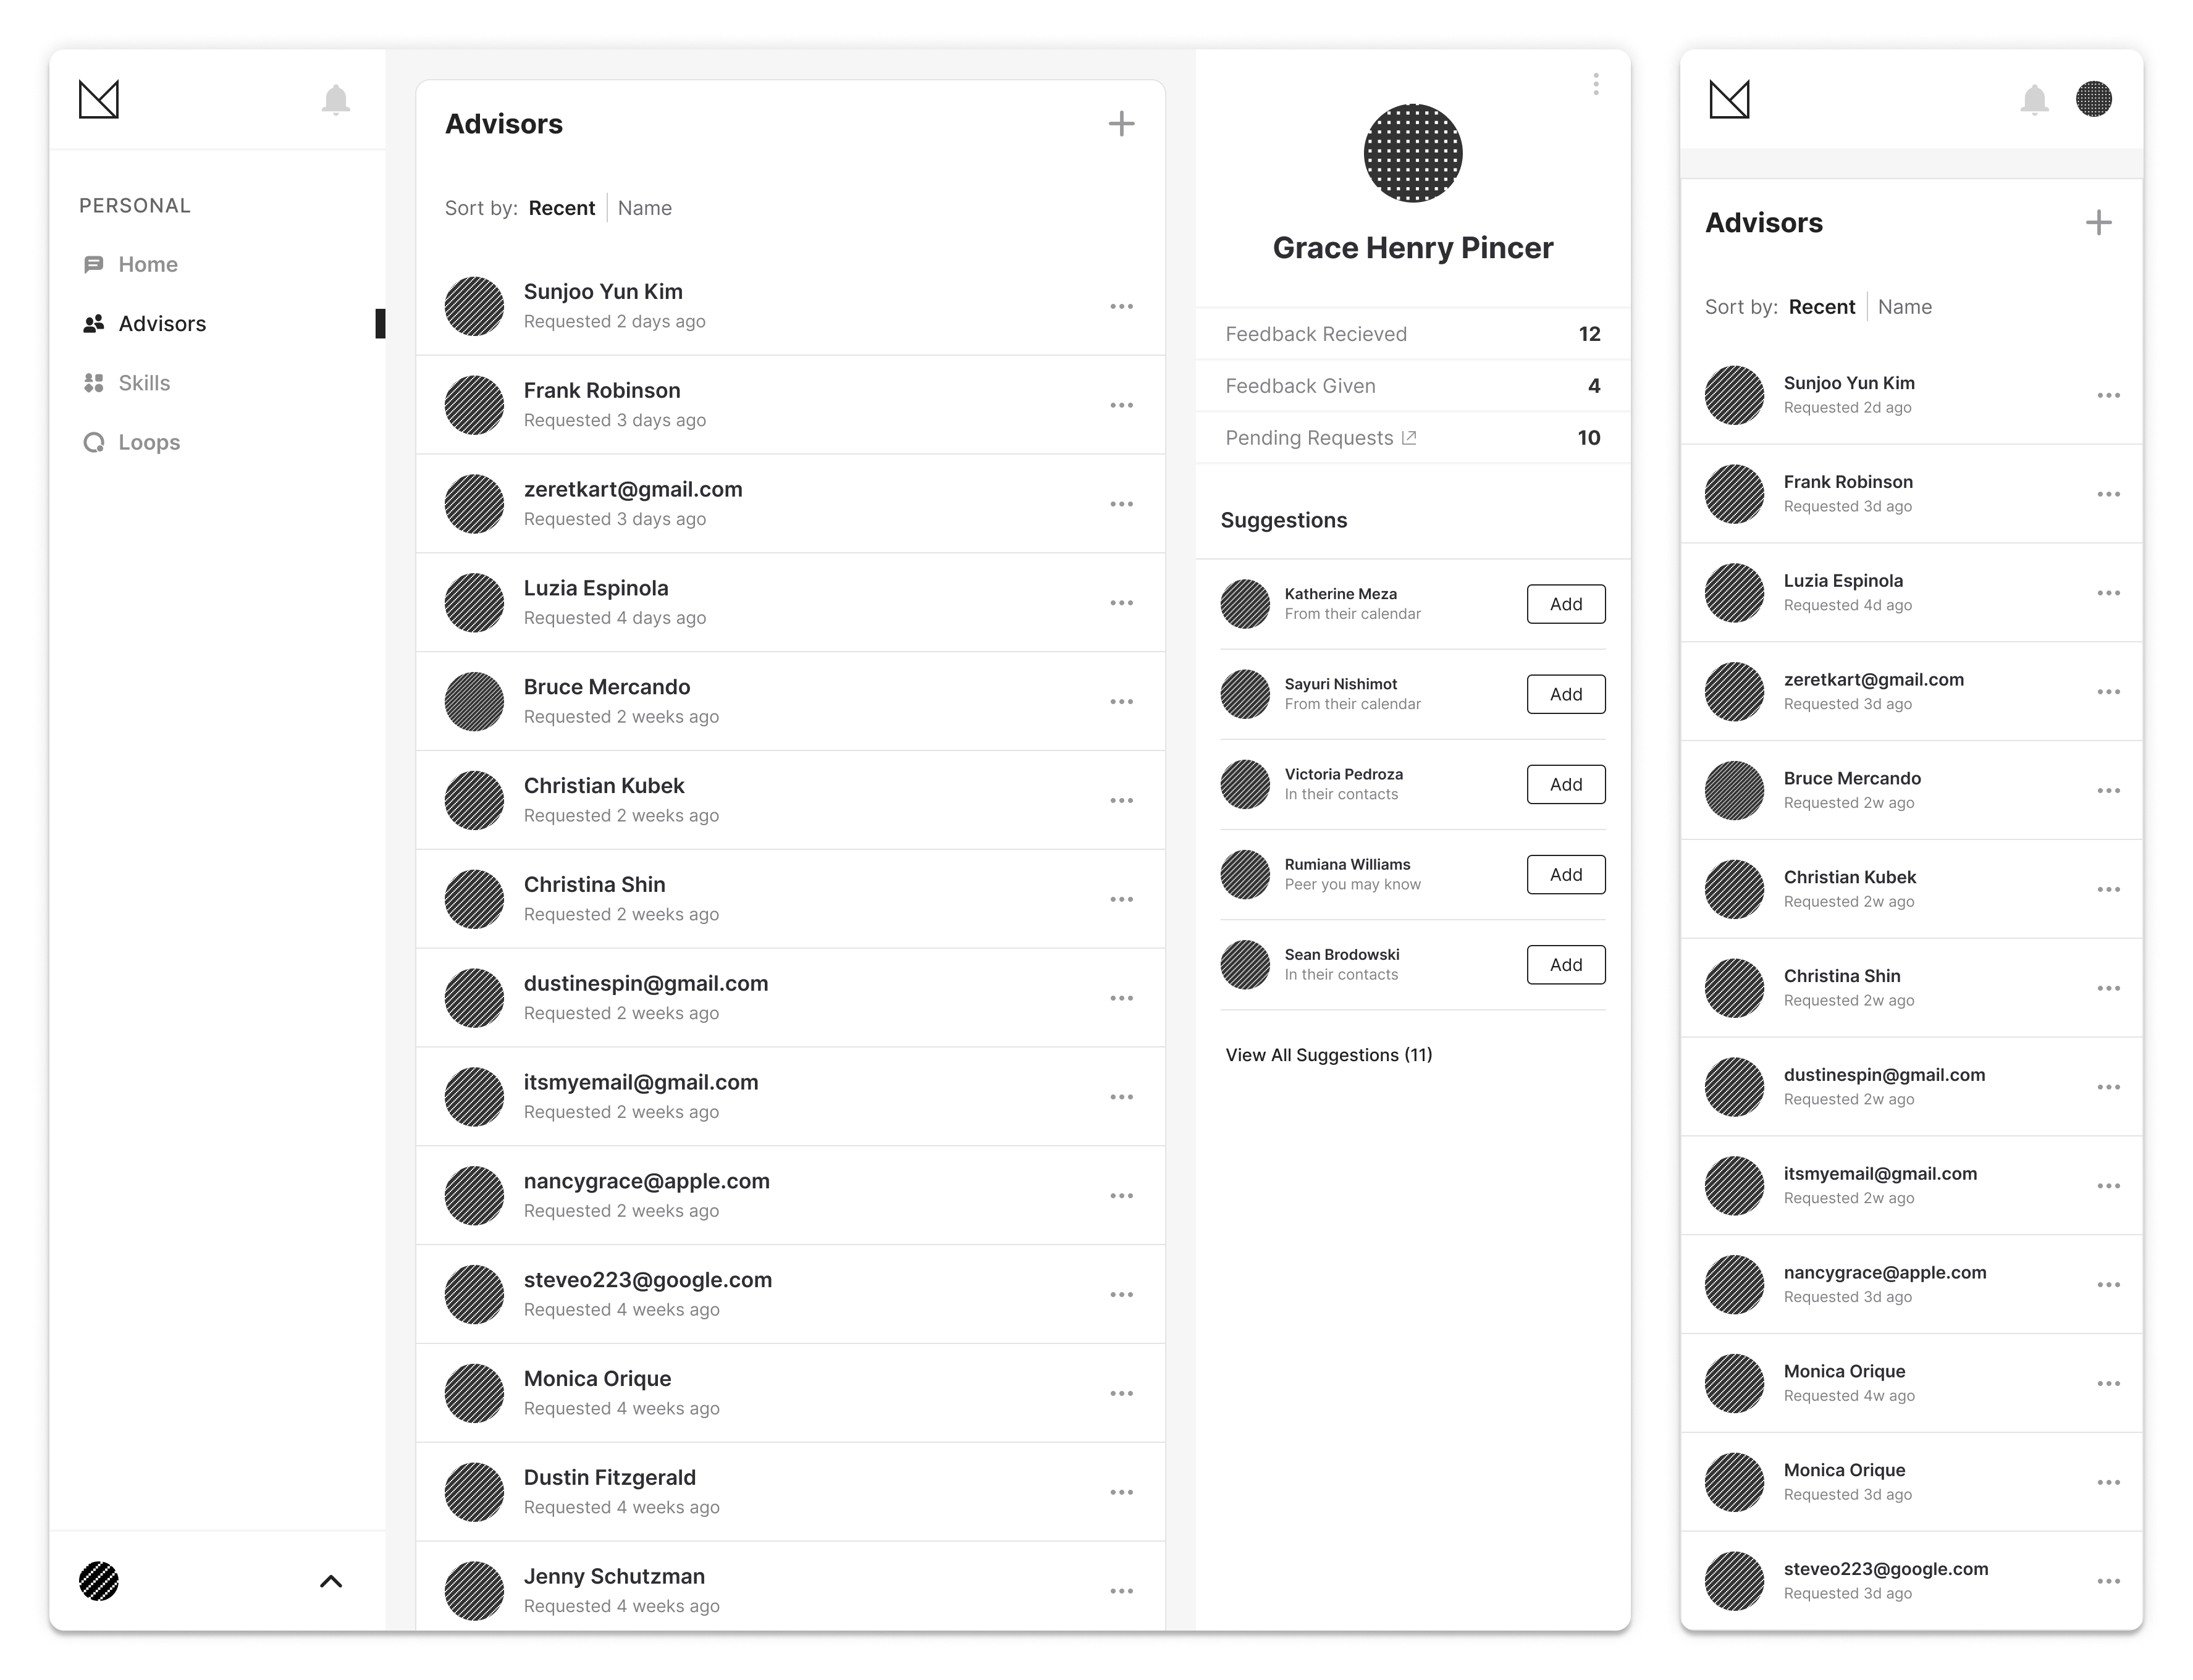 PERSONAL
Home
Advisors
Skills
Loops
Advisors
Sort by: Recent Name
Sunjoo Yun Kim
Requested 2 days ago
Frank Robinson
Requested 3 days ago
zeretkart@gmail.com
Requested 3 days ago
Luzia Espinola
Requested 4 days ago
Bruce Mercando
Requested 2 weeks ago
Christian Kubek
Requested 2 weeks ago
Christina Shin
Requested 2 weeks ago
dustinespin@gmail.com
Requested 2 weeks ago
itsmyemail@gmail.com
Requested 2 weeks ago
nancygrace@apple.com
Requested 2 weeks ago
steveo223@google.com
Requested 4 weeks ago
Monica Orique
Requested 4 weeks ago
Dustin Fitzgerald
Requested 4 weeks ago
Jenny Schutzman
Requested 4 weeks ago
Grace Henry Pincer
Feedback Recieved 12
Feedback Given 4
Pending Requests 10
Suggestions
Katherine Meza
From their calendar
Add
Sayuri Nishimot
From their calendar
Add
Victoria Pedroza
In their contacts
Add
Rumiana Williams
Peer you may know
Add
Sean Brodowski
In their contacts
Add
View All Suggestions (11)
Advisors
Sort by: Recent Name
Sunjoo Yun Kim
Requested 2d ago
Frank Robinson
Requested 3d ago
Luzia Espinola
Requested 4d ago
zeretkart@gmail.com
Requested 3d ago
Bruce Mercando
Requested 2w ago
Christian Kubek
Requested 2w ago
Christina Shin
Requested 2w ago
dustinespin@gmail.com
Requested 2w ago
itsmyemail@gmail.com
Requested 2w ago
nancygrace@apple.com
Requested 3d ago
Monica Orique
Requested 4w ago
Monica Orique
Requested 3d ago
steveo223@google.com
Requested 3d ago